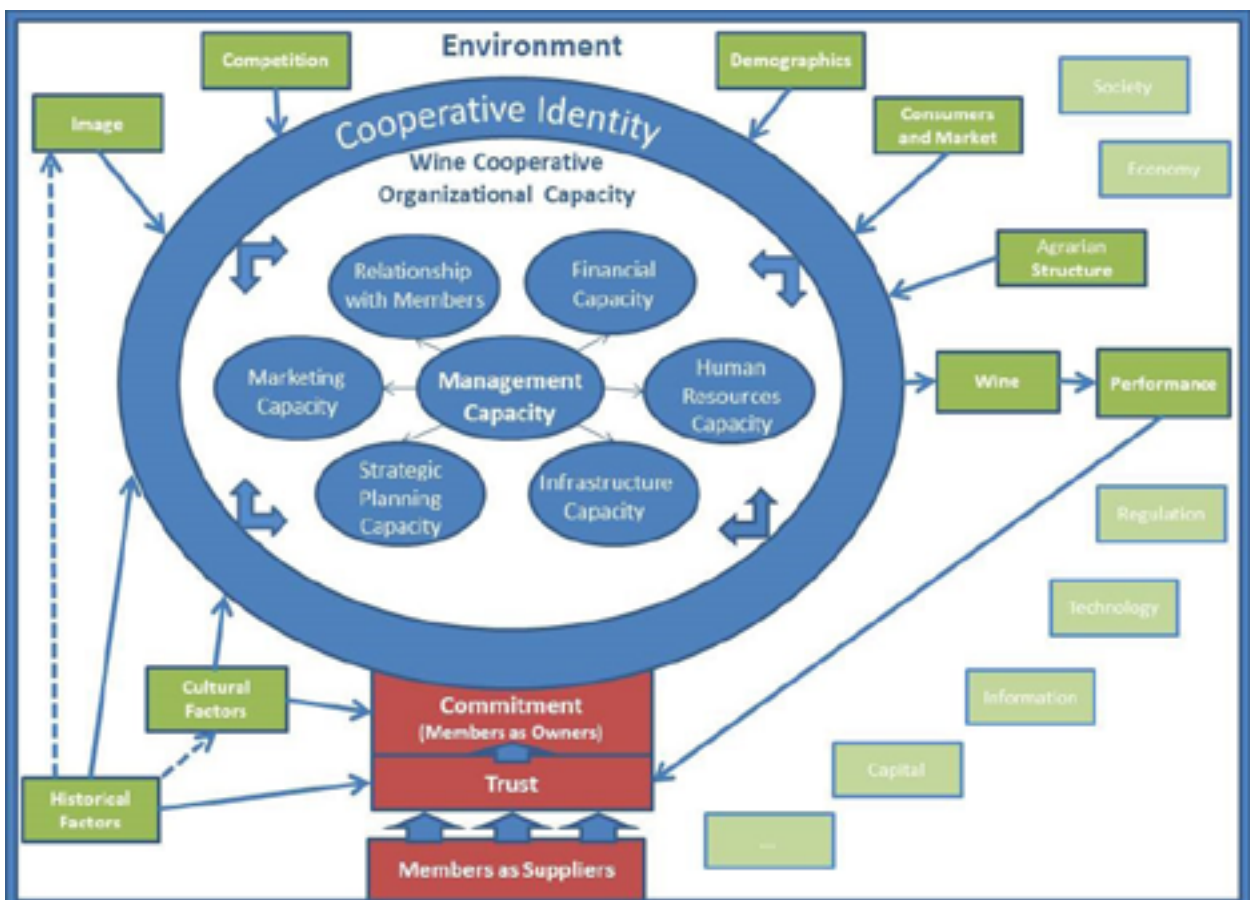 Environment
Competition
Demographics
Society
Image
Cooperative Identity
Consumers
and Market
Economy
Wine Cooperative
Organizational Capacity
Agrarian
Structure
Relationship
with Members
Financial
Capacity
Marketing
Capacity
Management
Capacity
Human
Resources
Capacity
Wine
Performance
Strategic
Planning
Capacity
Infrastructure
Capacity
Regulation
Technology
Cultural
Factors
Commitment
(Members as Owners)
Information
Historical
Factors
Trust
Capital
Members as Suppliers
...